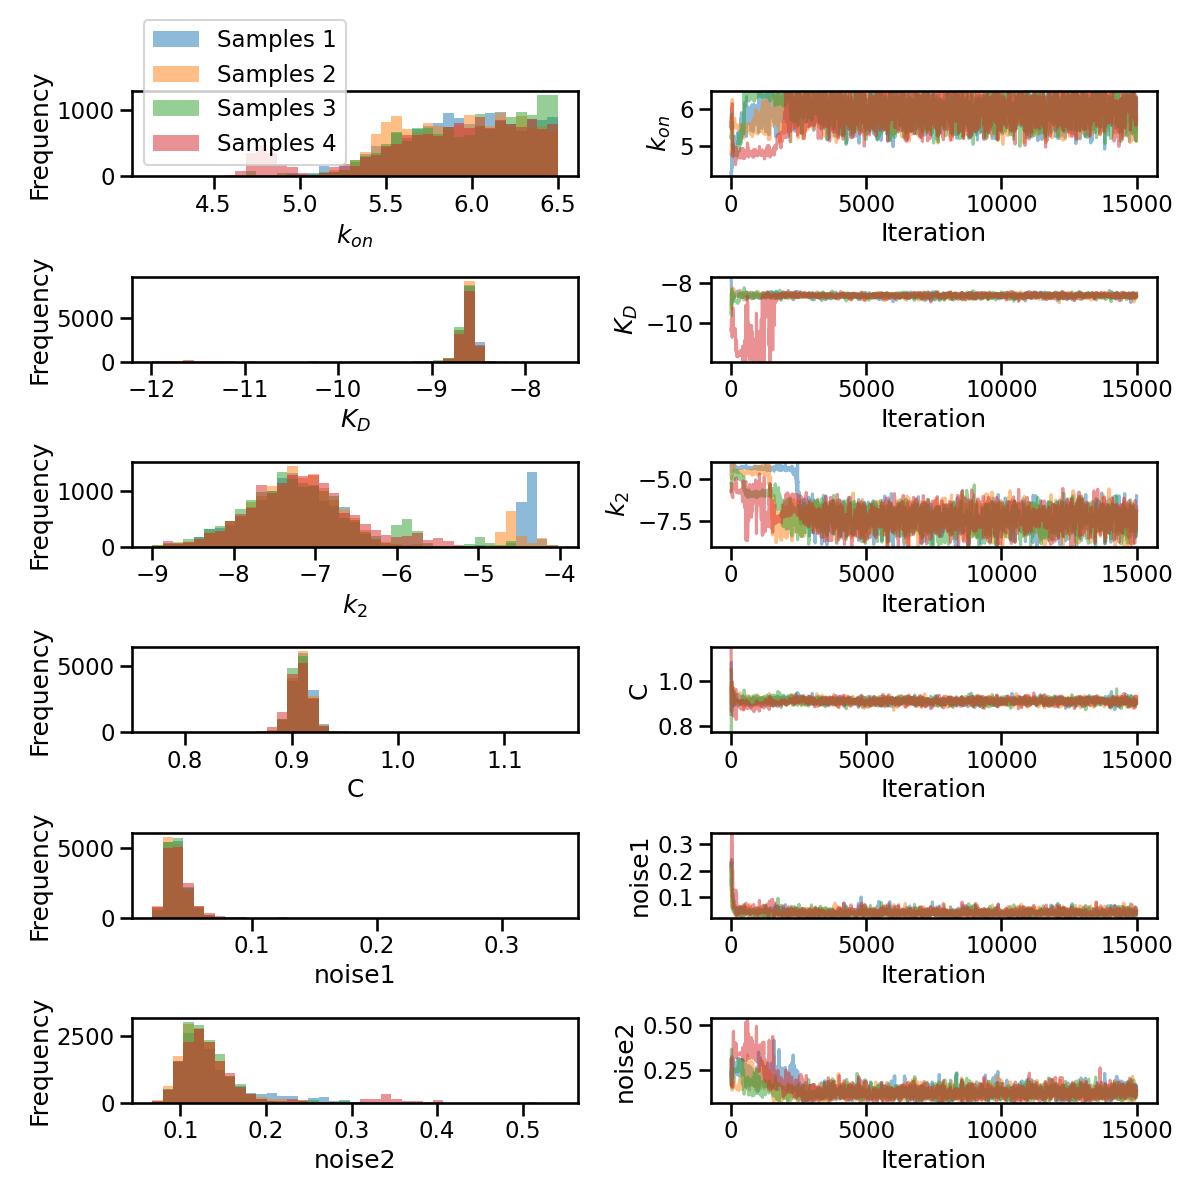 Samples 1
Samples 2
Samples 3
Samples 4
Frequency
1000
0
4.5 5.0 5.5 6.0 6.5
k_on
k_on
6
5
0 5000 10000 15000
Iteration
Frequency
5000
0
−12 −11 −10 −9 −8
K_D
K_D
−8
−10
0 5000 10000 15000
Iteration
Frequency
1000
0
−9 −8 −7 −6 −5 −4
k_2
k_2
−5.0
−7.5
0 5000 10000 15000
Iteration
Frequency
5000
0
0.8 0.9 1.0 1.1
C
C
1.0
0.8
0 5000 10000 15000
Iteration
Frequency
5000
0
0.1 0.2 0.3
noise1
noise1
0.3
0.2
0.1
0 5000 10000 15000
Iteration
Frequency
2500
0
0.1 0.2 0.3 0.4 0.5
noise2
noise2
0.50
0.25
0 5000 10000 15000
Iteration